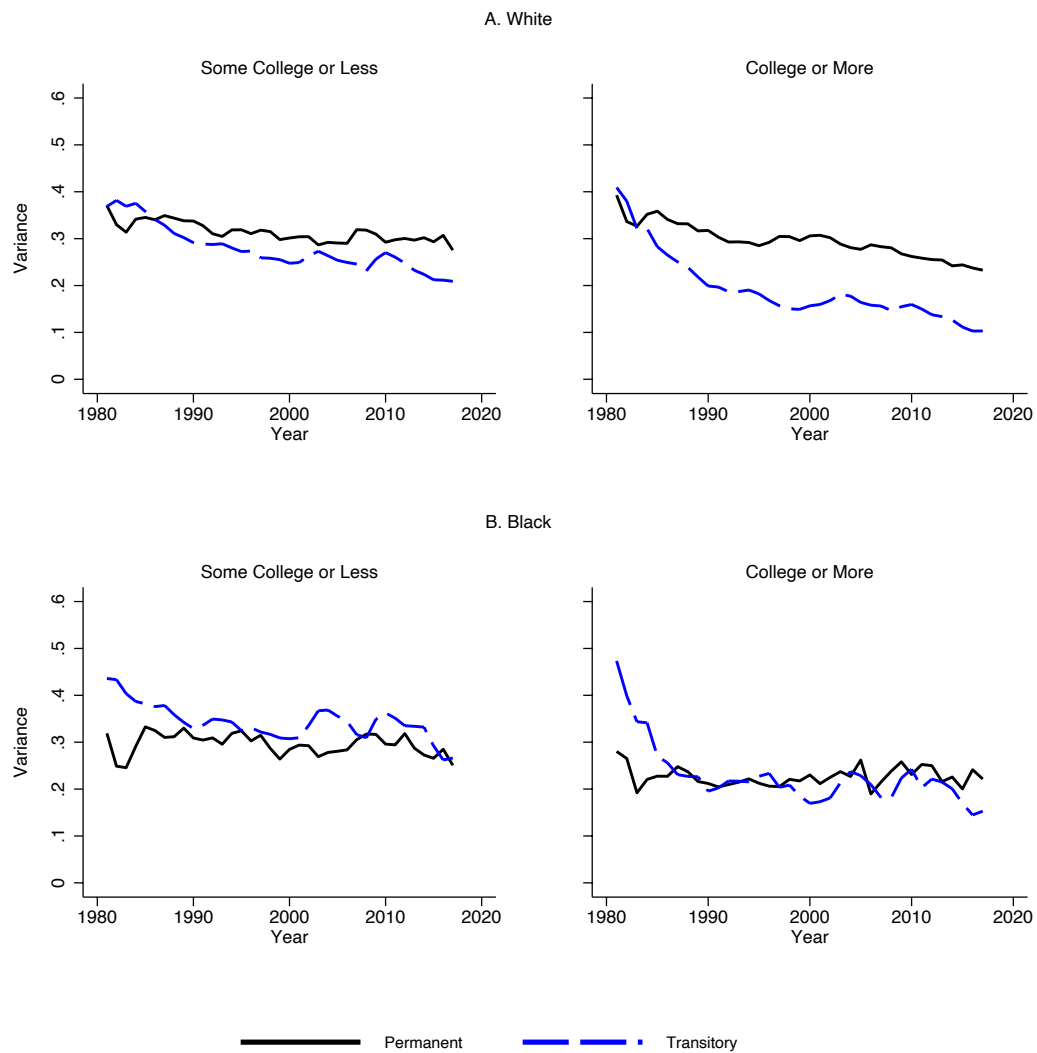 A. White
Some College or Less
College or More
Variance
.6
.5
.4
.3
.2
.1
0
1980 1990 2000 2010 2020
Year
1980 1990 2000 2010 2020
Year
B. Black
Some College or Less
College or More
Variance
.6
.5
.4
.3
.2
.1
0
1980 1990 2000 2010 2020
Year
1980 1990 2000 2010 2020
Year
Permanent Transitory